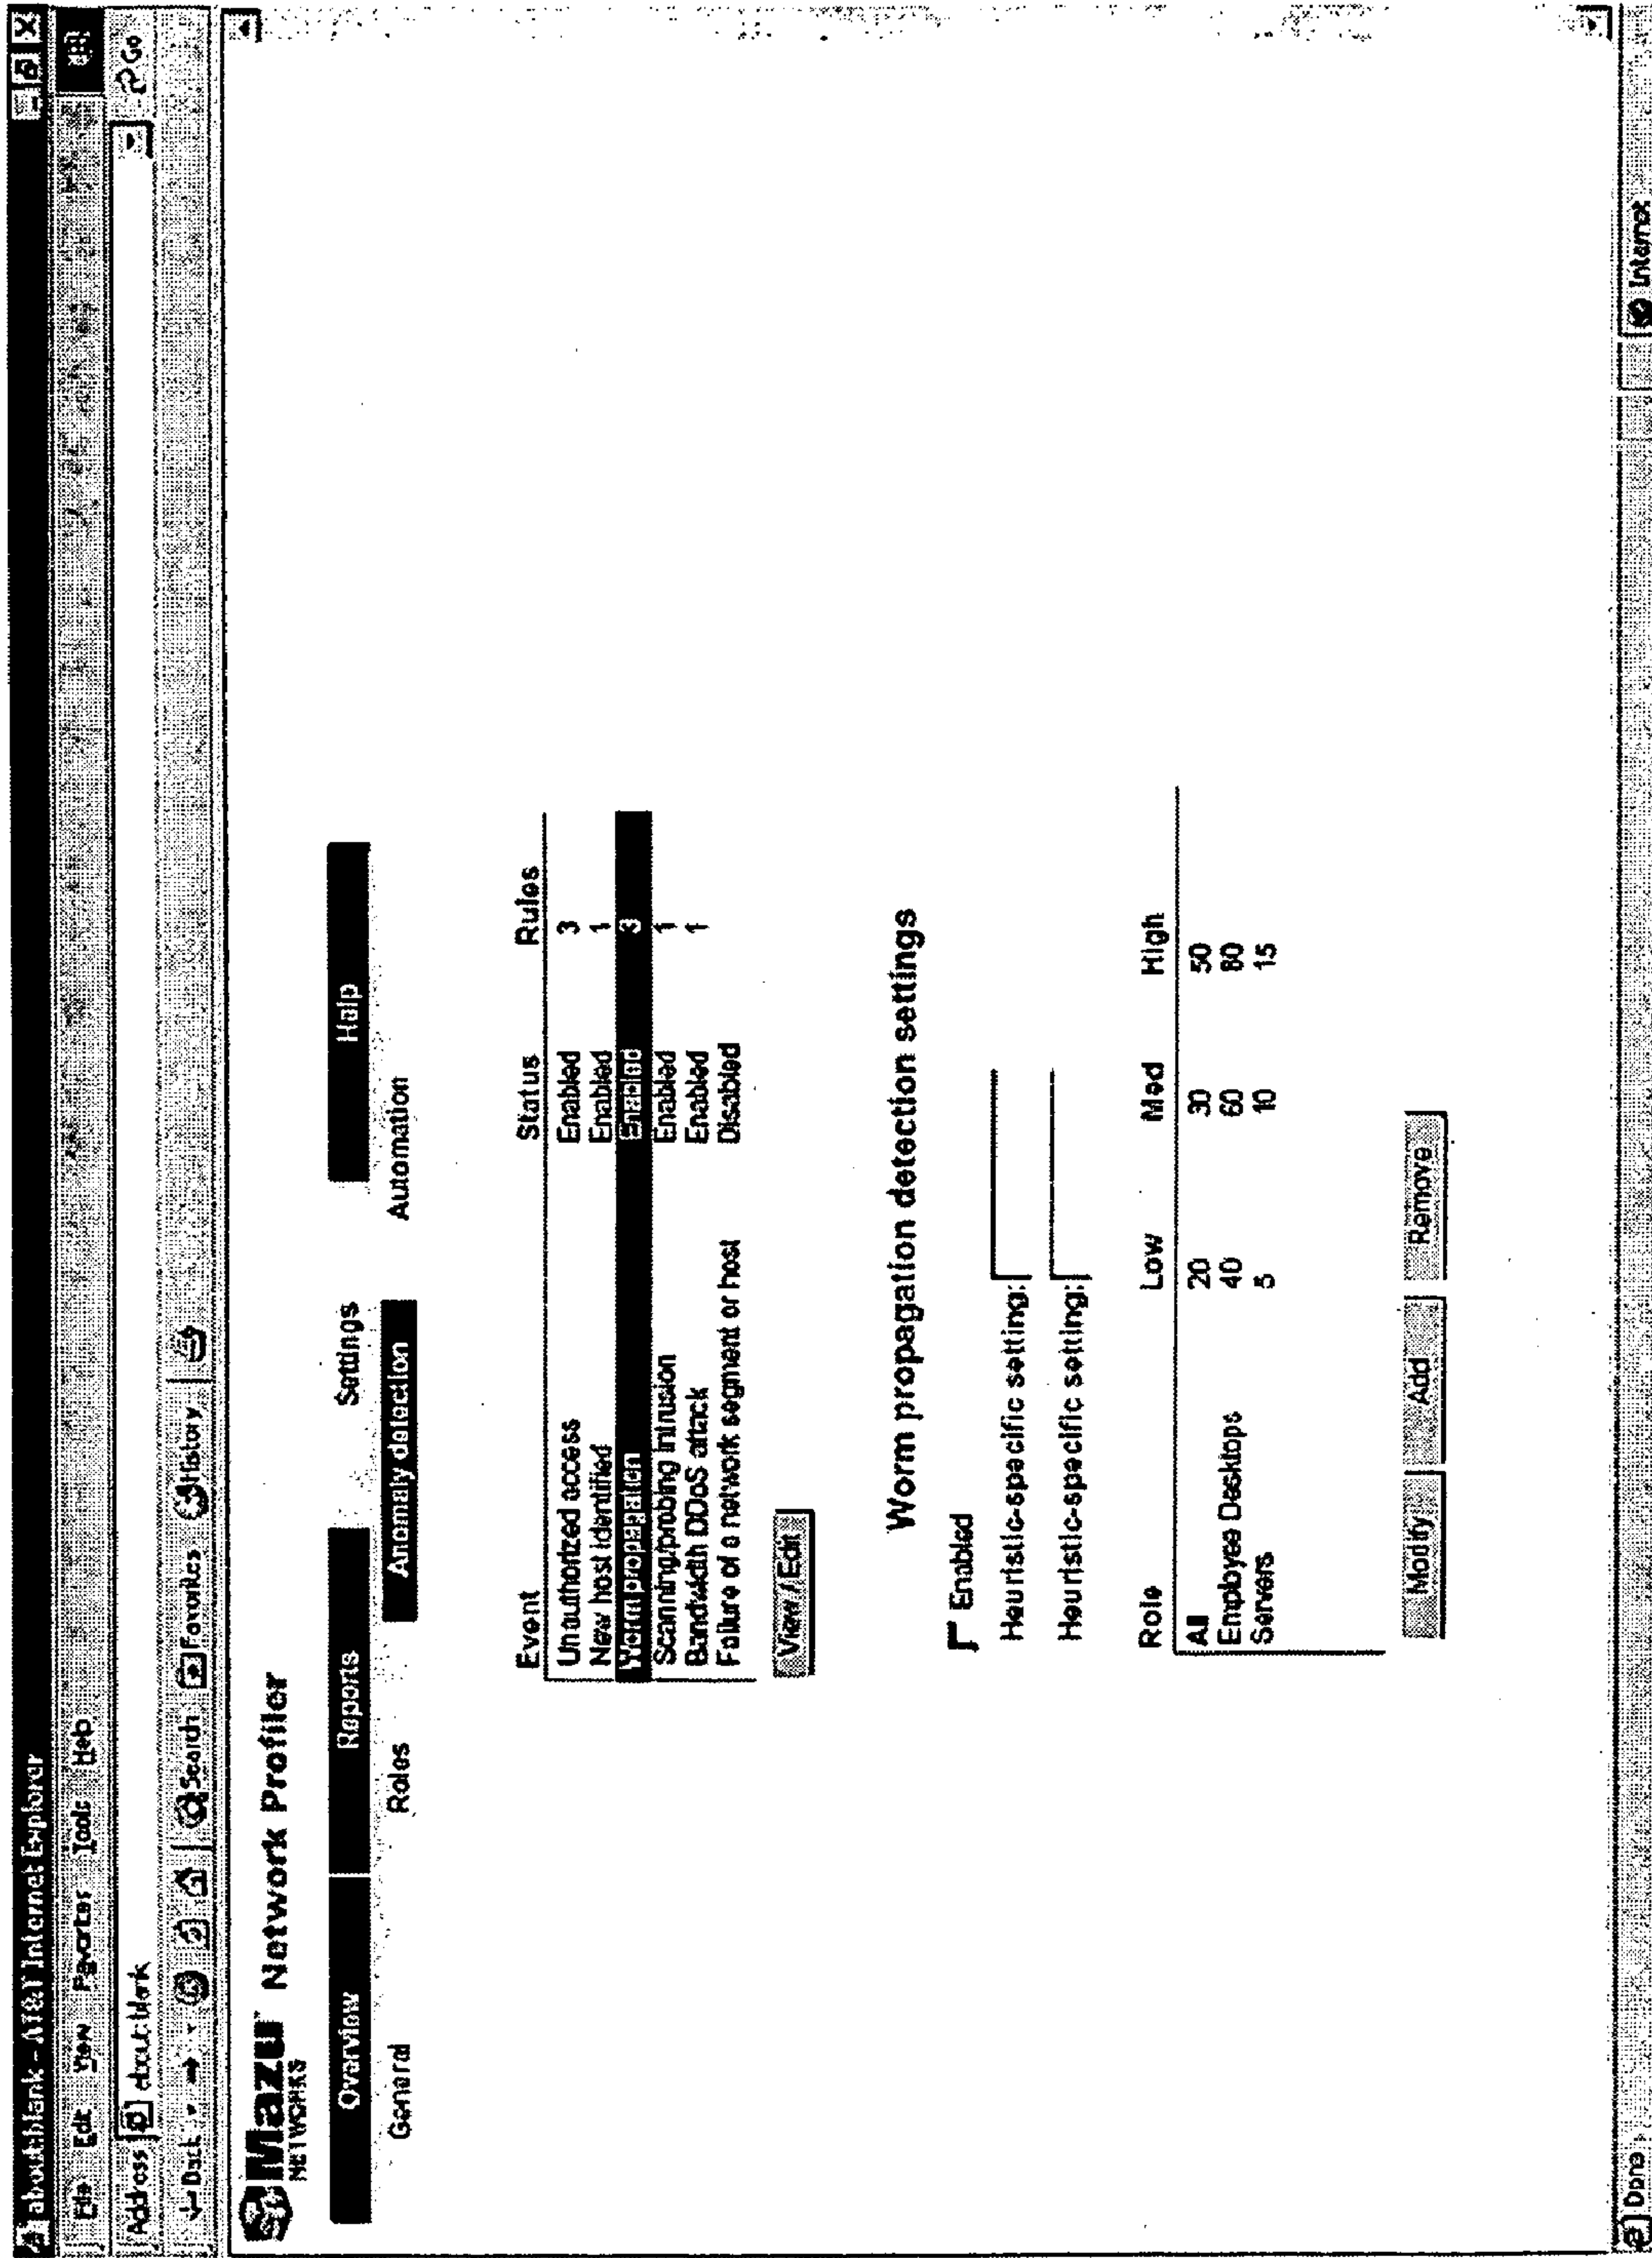 about:blank - AT&T Internet Explorer
File Edit View Favorites Tools Help
Address about:blank Go
Back Search Favorites History
Mazu™ Network Profiler
NETWORKS
Overview Reports Settings Help
General Roles Anomaly detection Automation
Event Status Rules
Unauthorized access Enabled 3
New host identified Enabled 1
Worm propagation Enabled 3
Scanning/probing intrusion Enabled 1
Bandwidth DDoS attack Enabled 1
Failure of a network segment or host Disabled
View / Edit
Worm propagation detection settings
Enabled
Heuristic-specific setting:
Heuristic-specific setting:
Role Low Med High
All 20 30 50
Employee Desktops 40 60 80
Servers 5 10 15
Modify Add Remove
Done Internet